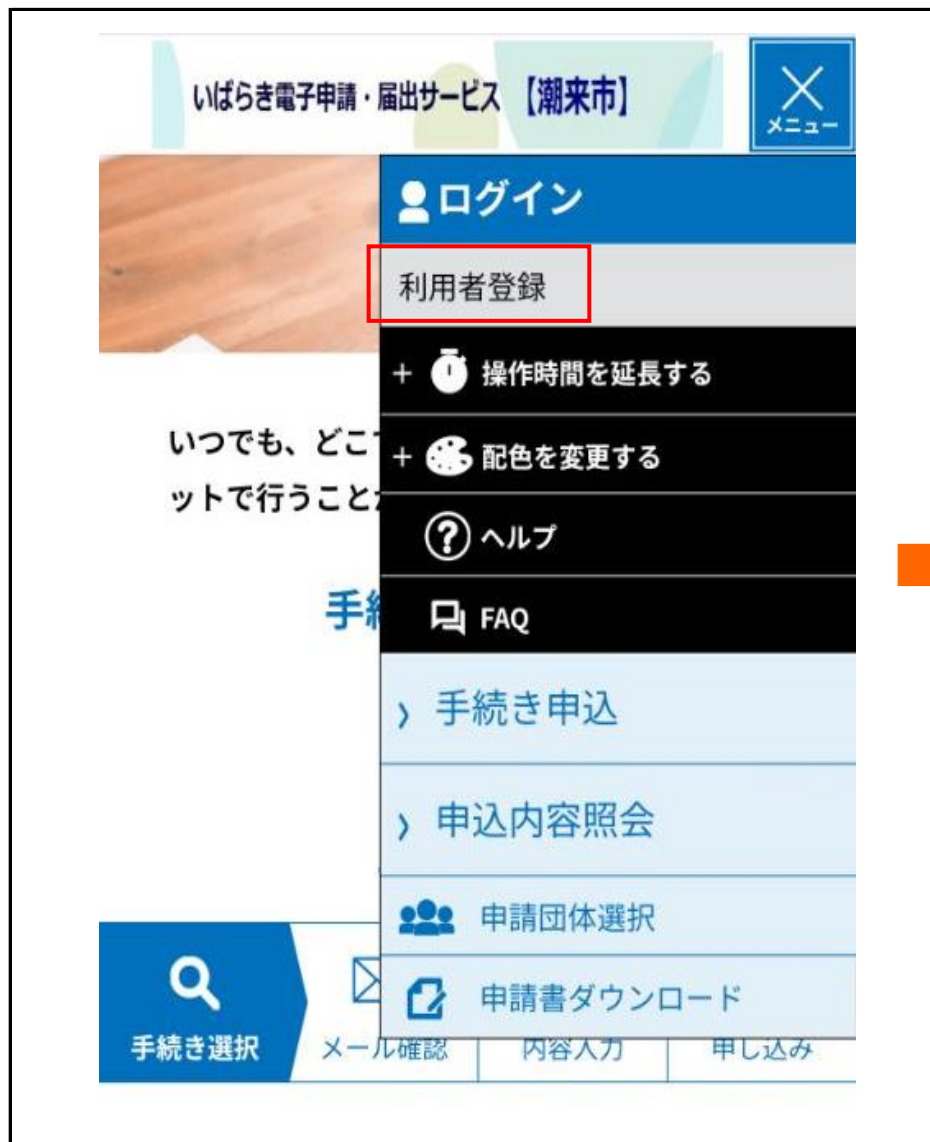 いばらき電子申請・届出サービス 【潮来市】
メニュー
ログイン
利用者登録
+ 操作時間を延長する
+ 配色を変更する
ヘルプ
FAQ
いつでも、どこ
ットで行うこと
手
› 手続き申込
› 申込内容照会
申請団体選択
申請書ダウンロード
手続き選択
メール確認
内容入力
申し込み